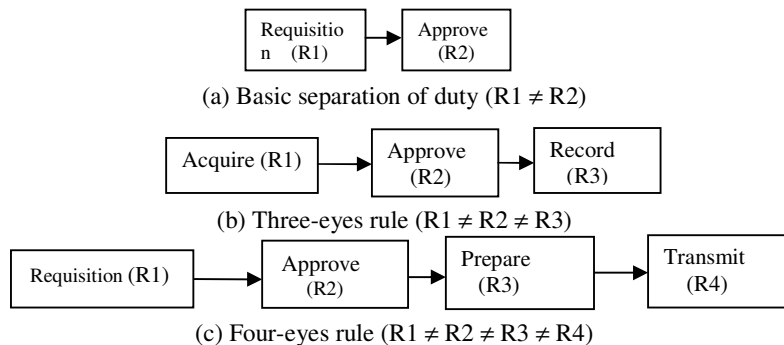 Requisitio
n (R1)
Approve
(R2)
(a) Basic separation of duty (R1 ≠ R2)
Acquire (R1)
Approve
(R2)
Record
(R3)
(b) Three-eyes rule (R1 ≠ R2 ≠ R3)
Requisition (R1)
Approve
(R2)
Prepare
(R3)
Transmit
(R4)
(c) Four-eyes rule (R1 ≠ R2 ≠ R3 ≠ R4)